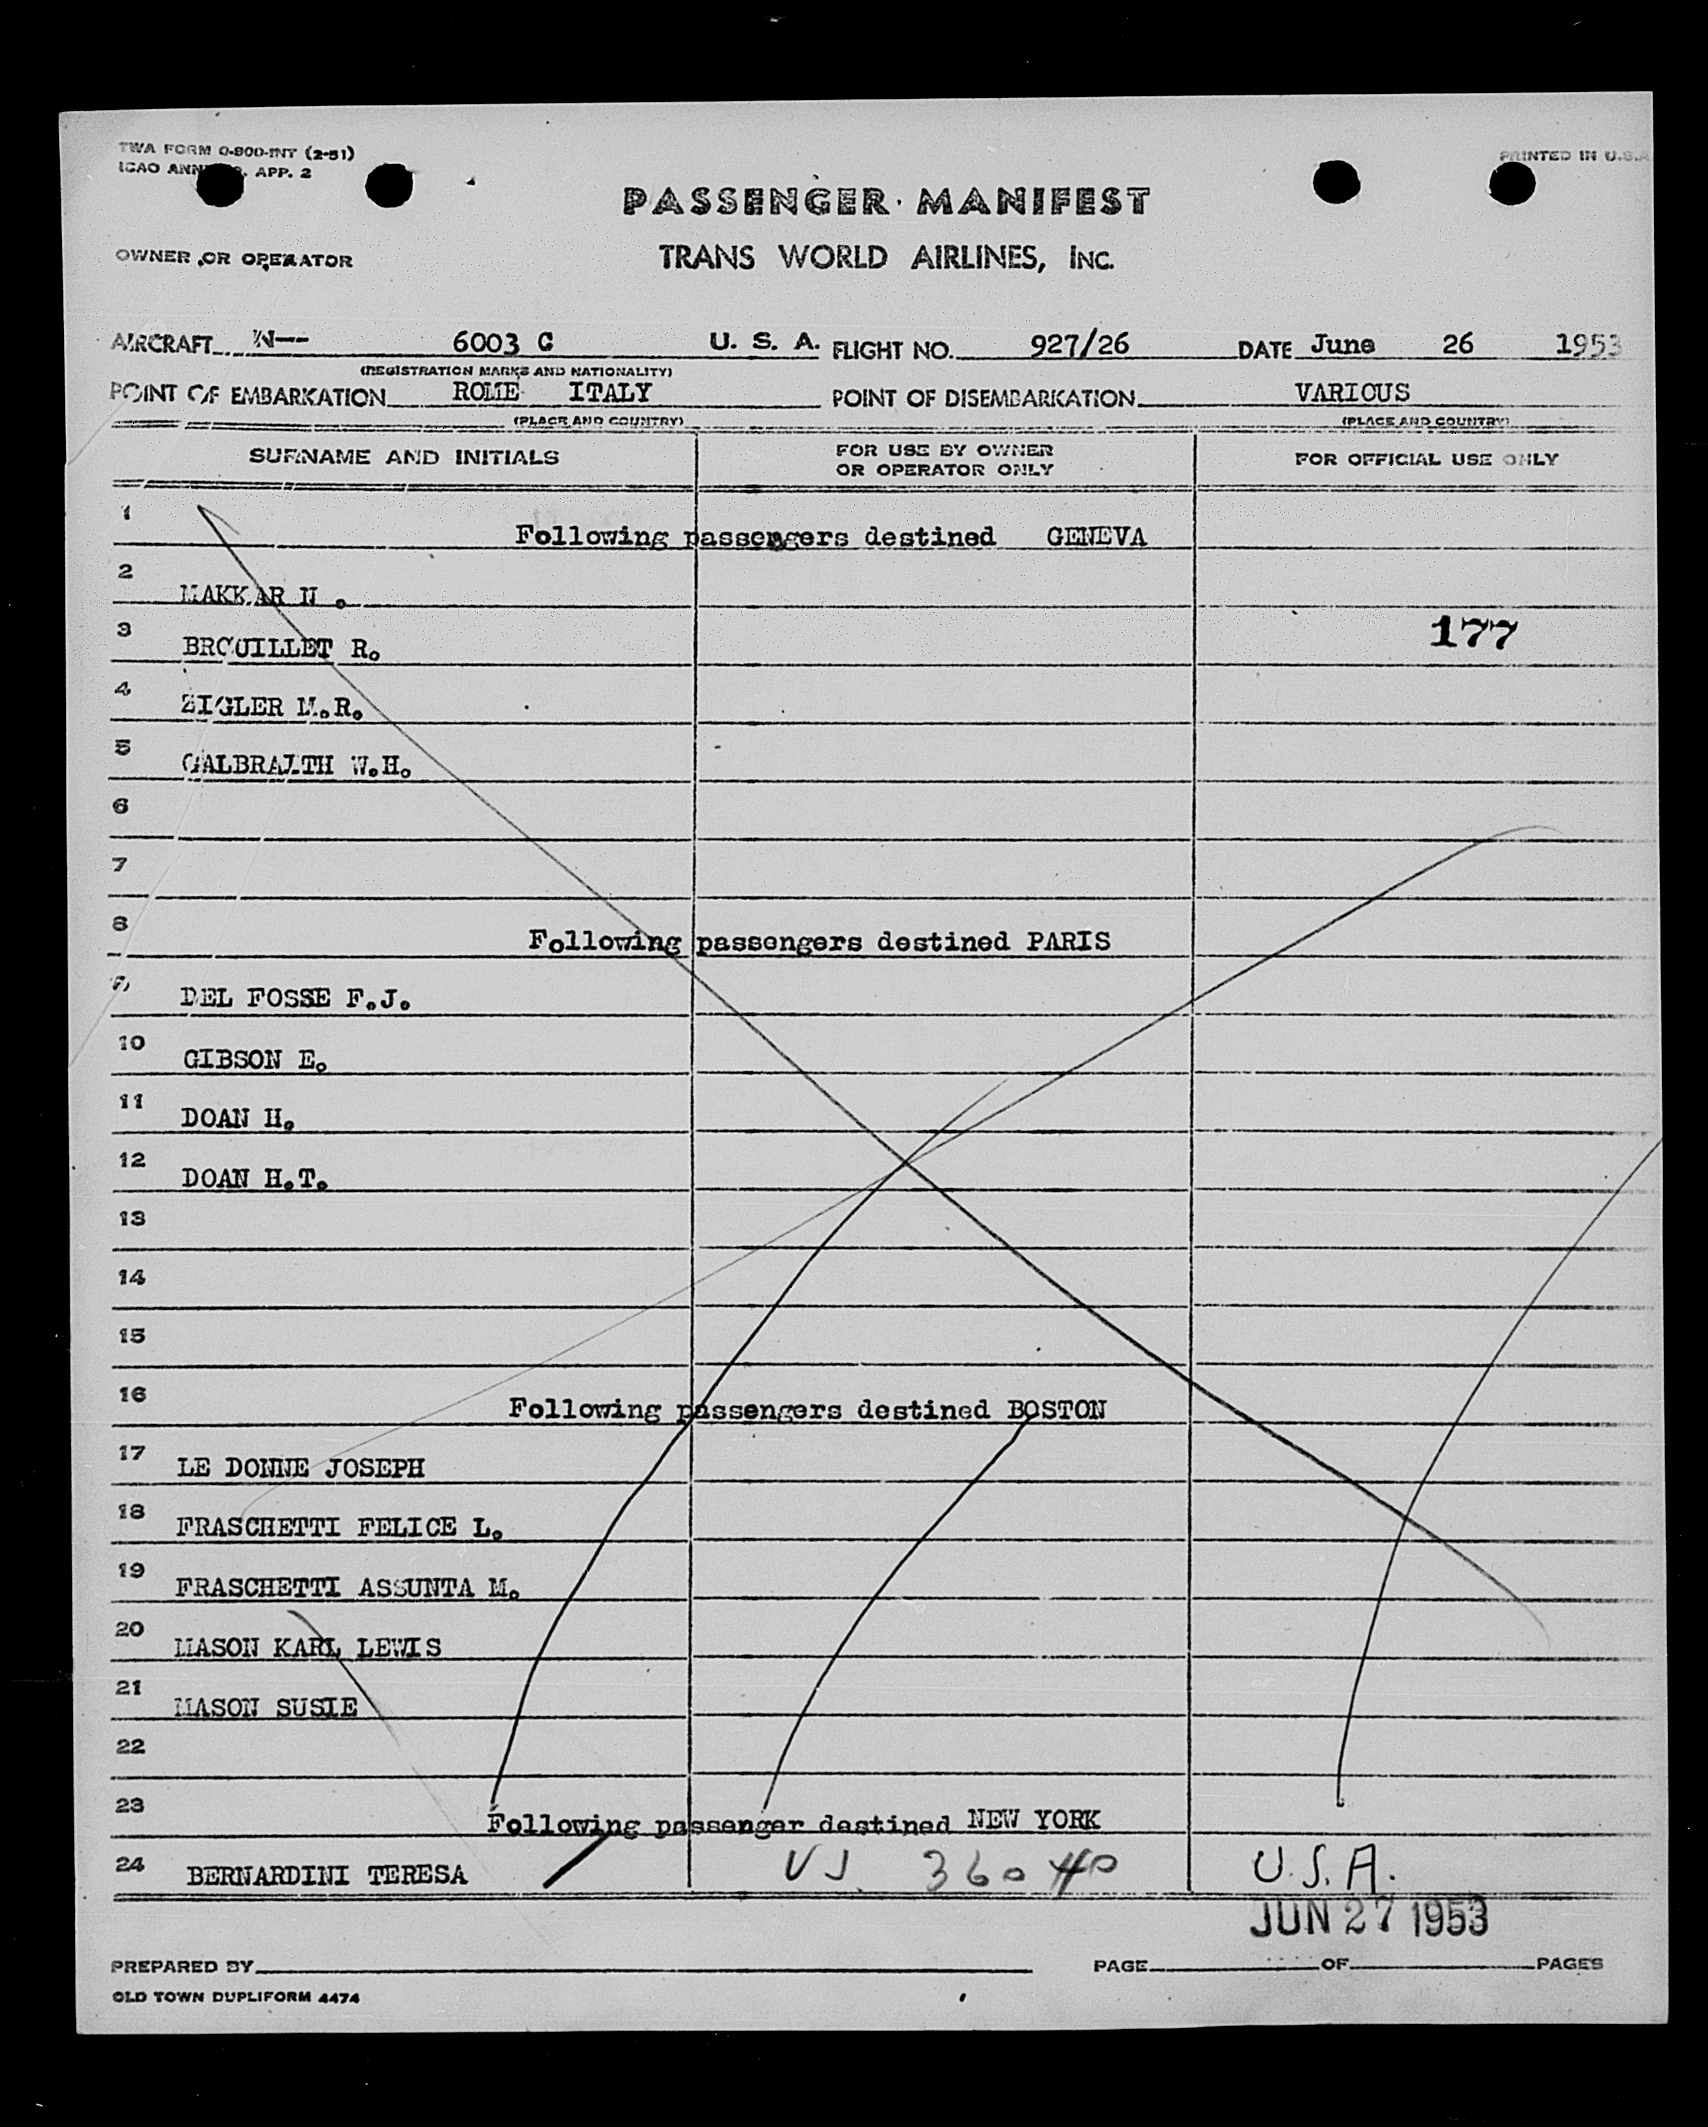 TWA FORM O-800-INT (2-51)
PRINTED IN U.S.A
ICAO APP. 2
PASSENGER MANIFEST
OWNER OR OPERATOR
TRANS WORLD AIRLINES, INC.
AIRCRAFT N-- 6003 C U. S. A. FLIGHT NO. 927/26 DATE June 26 1953
(REGISTRATION MARKS AND NATIONALITY)
POINT OF EMBARKATION ROME ITALY POINT OF DISEMBARKATION VARIOUS
(PLACE AND COUNTRY) (PLACE AND COUNTRY)
SURNAME AND INITIALS FOR USE BY OWNER OR OPERATOR ONLY FOR OFFICIAL USE ONLY
1 Following passengers destined GENEVA
2 MAKKAR N .
3 BROUILLET R. 177
4 ZIGLER M.R.
5 GALBRAITH W.H.
6
7
8 Following passengers destined PARIS
9 DEL FOSSE F.J.
10 GIBSON E.
11 DOAN H.
12 DOAN H.T.
13
14
15
16 Following passengers destined BOSTON
17 LE DONNE JOSEPH
18 FRASCHETTI FELICE L.
19 FRASCHETTI ASSUNTA M.
20 MASON KARL LEWIS
21 MASON SUSIE
22
23 Following passenger destined NEW YORK
24 BERNARDINI TERESA U.S.A.
JUN 27 1953
PREPARED BY PAGE OF PAGES
OLD TOWN DUPLIFORM 4474